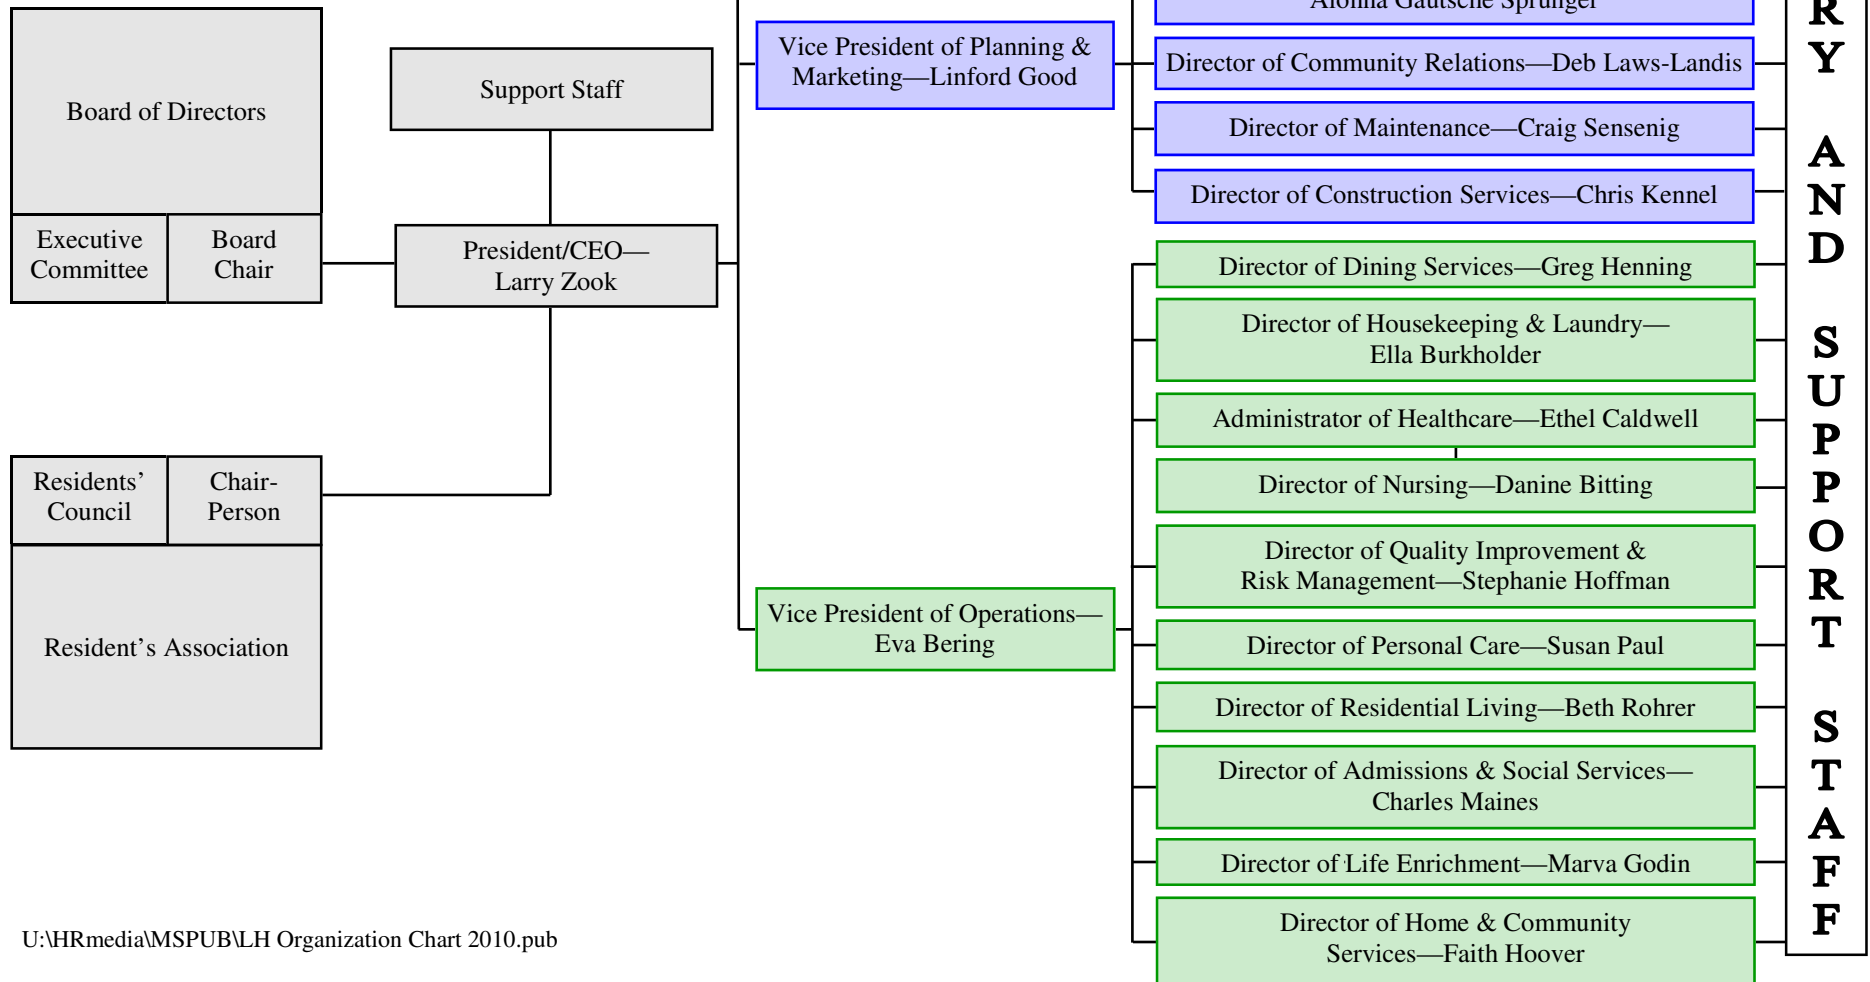 Board of Directors
Executive
Committee
Board
Chair
Support Staff
President/CEO—
Larry Zook
Residents’
Council
Chair-
Person
Resident’s Association
Vice President of Planning &
Marketing—Linford Good
Vice President of Operations—
Eva Bering
Gautsche Sprunger
Director of Community Relations—Deb Laws-Landis
Director of Maintenance—Craig Sensenig
Director of Construction Services—Chris Kennel
Director of Dining Services—Greg Henning
Director of Housekeeping & Laundry—
Ella Burkholder
Administrator of Healthcare—Ethel Caldwell
Director of Nursing—Danine Bitting
Director of Quality Improvement &
Risk Management—Stephanie Hoffman
Director of Personal Care—Susan Paul
Director of Residential Living—Beth Rohrer
Director of Admissions & Social Services—
Charles Maines
Director of Life Enrichment—Marva Godin
Director of Home & Community
Services—Faith Hoover
RY AND SUPPORT STAFF
U:\HRmedia\MSPUB\LH Organization Chart 2010.pub